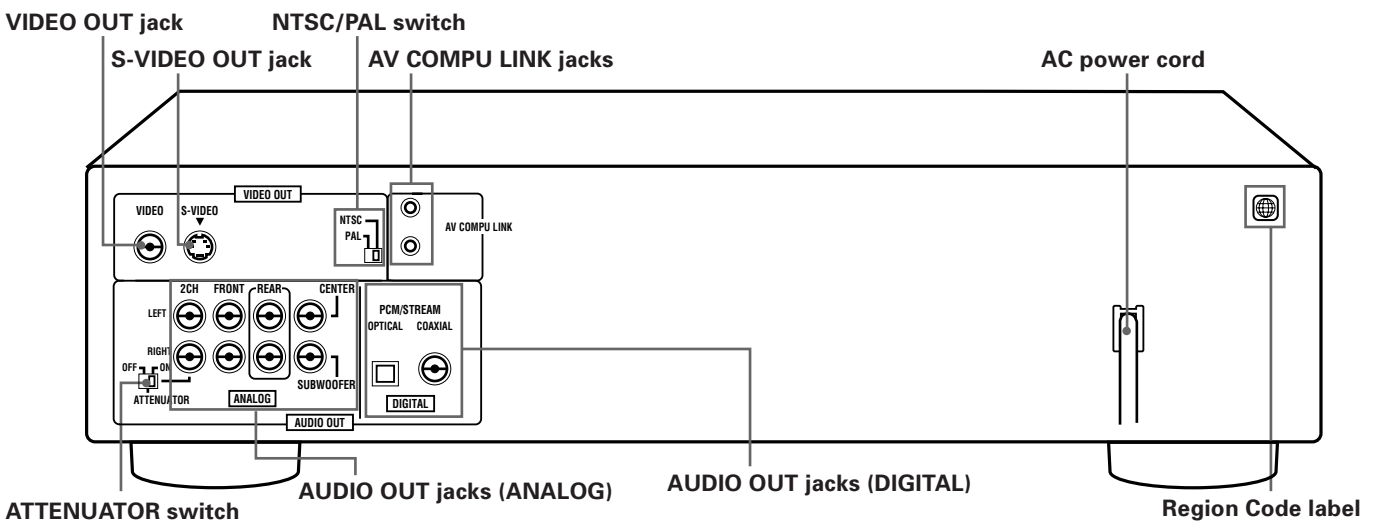 VIDEO OUT jack
NTSC/PAL switch
S-VIDEO OUT jack
AV COMPU LINK jacks
AC power cord
VIDEO OUT
VIDEO
S-VIDEO
NTSC
PAL
AV COMPU LINK
2CH
FRONT
REAR
CENTER
LEFT
RIGHT
OFF
ON
ATTENUATOR
SUBWOOFER
ANALOG
PCM/STREAM
OPTICAL
COAXIAL
DIGITAL
AUDIO OUT
AUDIO OUT jacks (ANALOG)
AUDIO OUT jacks (DIGITAL)
ATTENUATOR switch
Region Code label